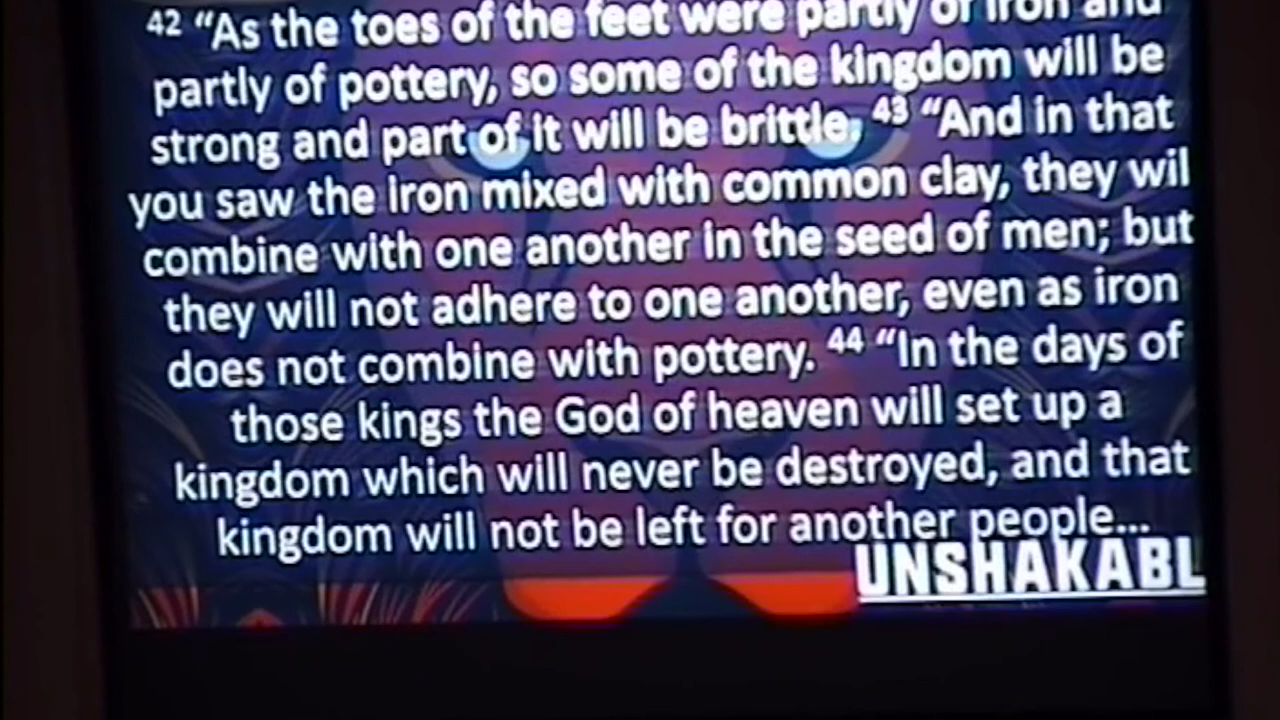 42 “As the toes of the feet were partly of iron and
partly of pottery, so some of the kingdom will be
strong and part of it will be brittle. 43 “And in that
you saw the iron mixed with common clay, they wil
combine with one another in the seed of men; but
they will not adhere to one another, even as iron
does not combine with pottery. 44 “In the days of
those kings the God of heaven will set up a
kingdom which will never be destroyed, and that
kingdom will not be left for another people...
UNSHAKABL